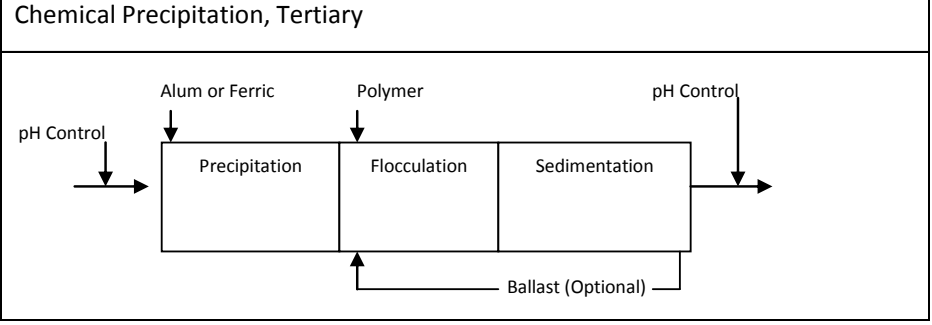 Chemical Precipitation, Tertiary
Alum or Ferric
Polymer
pH Control
pH Control
Precipitation
Flocculation
Sedimentation
Ballast (Optional)